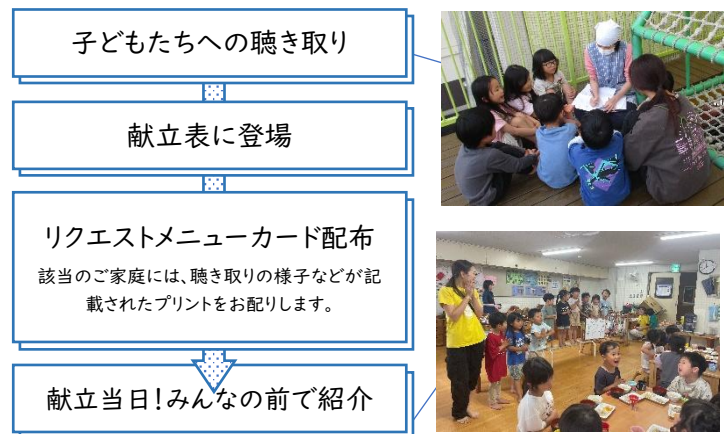 子どもたちへの聴き取り
献立表に登場
リクエストメニューカード配布
該当のご家庭には、聴き取りの様子などが記
載されたプリントをお配りします。
献立当日!みんなの前で紹介